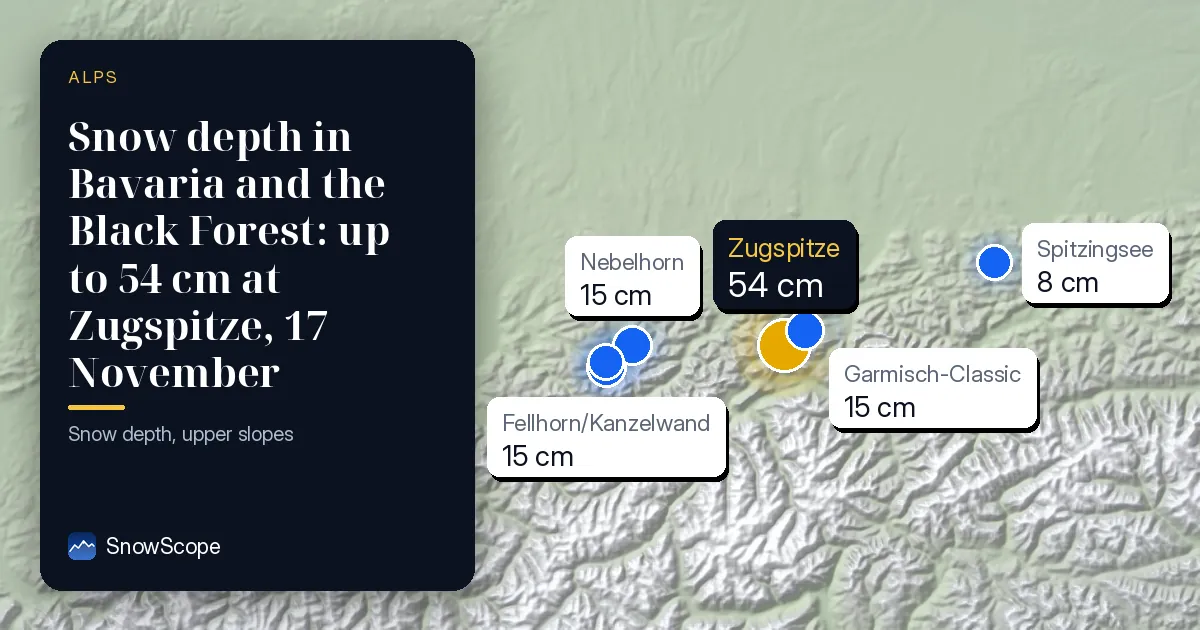 ALPS
Snow depth in
Bavaria and the
Black Forest: up
to 54 cm at
Zugspitze, 17
November
Snow depth, upper slopes
SnowScope
Nebelhorn
15 cm
Zugspitze
54 cm
Spitzingsee
8 cm
Garmisch-Classic
15 cm
Fellhorn/Kanzelwand
15 cm